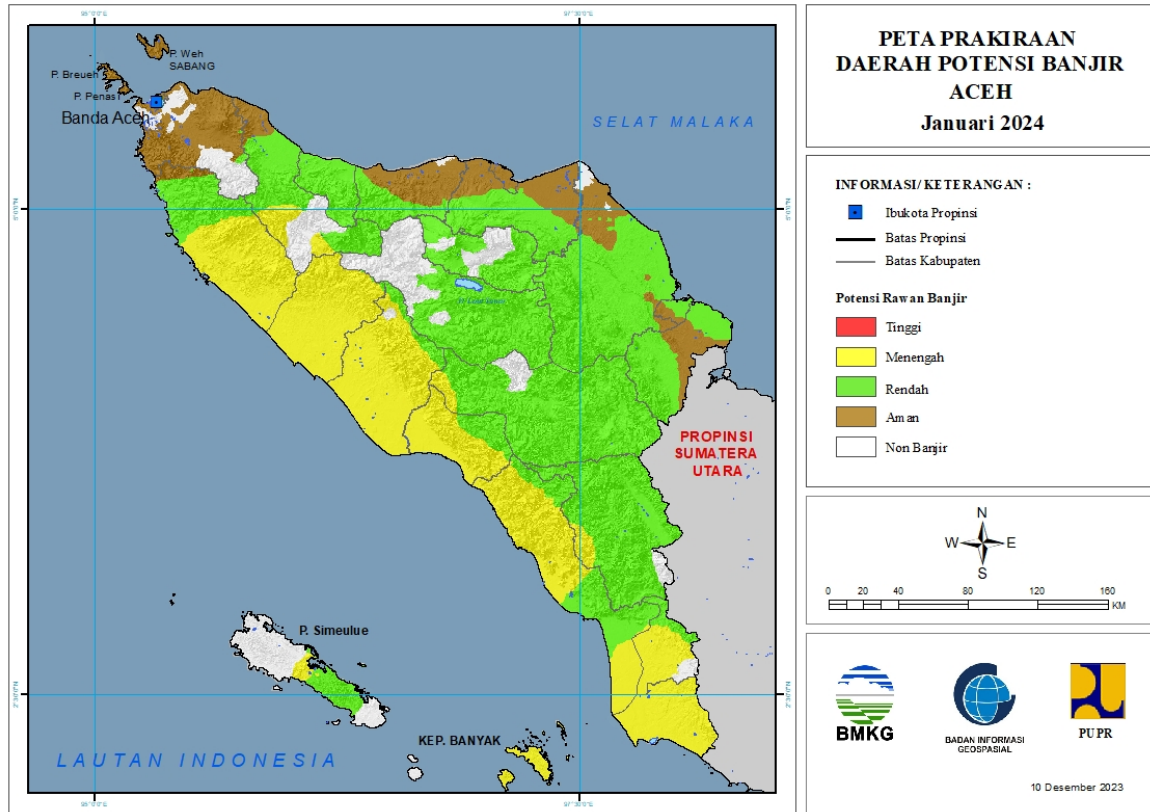 PETA PRAKIRAAN
DAERAH POTENSI BANJIR
ACEH
Januari 2024
INFORMASI/ KETERANGAN :
Ibukota Propinsi
Batas Propinsi
Batas Kabupaten
Potensi Rawan Banjir
Tinggi
Menengah
Rendah
Aman
Non Banjir
N
W E
S
0 20 40 80 120 160
KM
BMKG
BADAN INFORMASI
GEOSPASIAL
PUPR
10 Desember 2023
P. Weh
SABANG
P. Breueh
P. Penasi
Banda Aceh
SELAT MALAKA
PROPINSI
SUMATERA
UTARA
P. Simeulue
KEP. BANYAK
LAUTAN INDONESIA